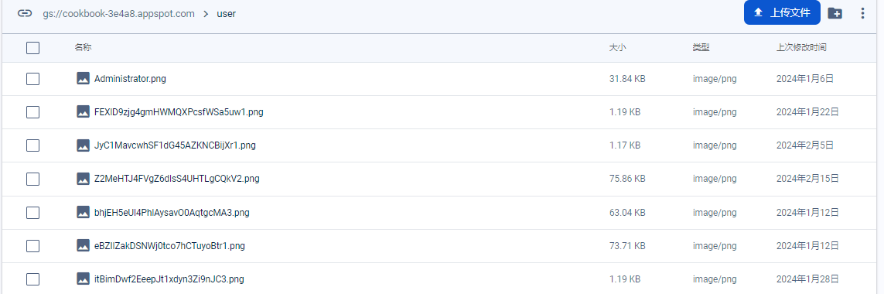 gs://cookbook-3e4a8.appspot.com > user 上传文件
名称 大小 类型 上次修改时间
Administrator.png 31.84 KB image/png 2024年1月6日
FEXlD9zjg4gmHWMQXPcsfWSa5uw1.png 1.19 KB image/png 2024年1月22日
JyC1MavcwhSF1dG45AZKNCBijXr1.png 1.17 KB image/png 2024年2月5日
Z2MeHTJ4FVgZ6dIsS4UHTLgCQkV2.png 75.86 KB image/png 2024年2月15日
bhjEH5eUl4PhlAysavO0AqtgcMA3.png 63.04 KB image/png 2024年1月12日
eBZIlZakDSNWj0tco7hCTuyoBtr1.png 73.71 KB image/png 2024年1月12日
itBimDwf2EeepJt1xdyn3Zi9nJC3.png 1.19 KB image/png 2024年1月28日